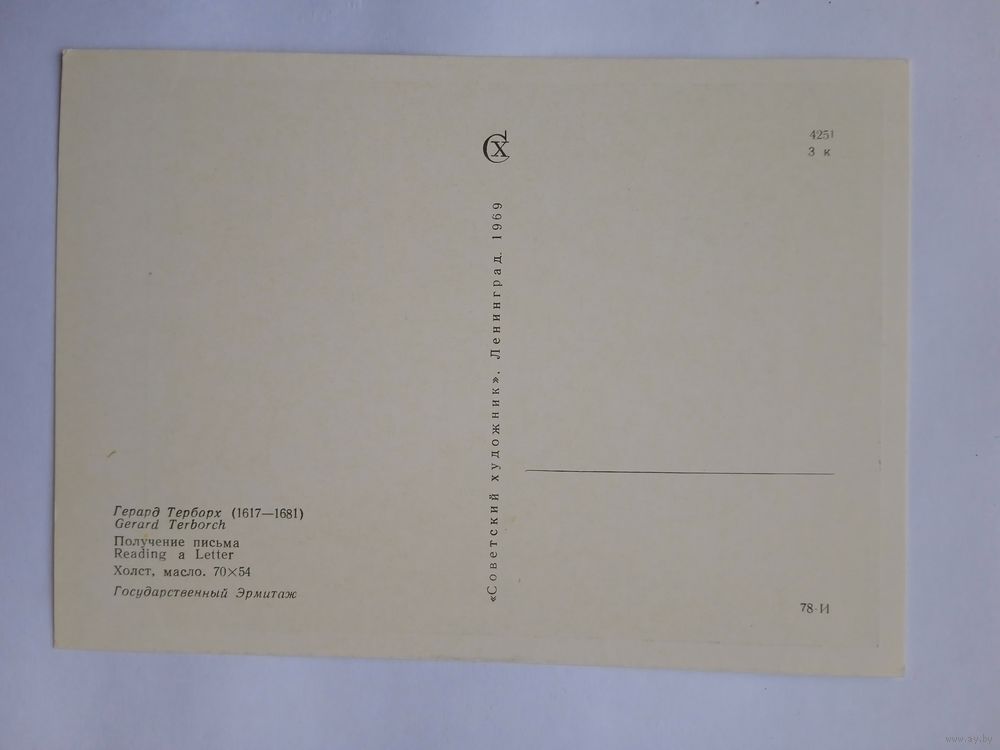 Герард Терборх (1617—1681)
Gerard Terborch
Получение письма
Reading a Letter
Холст, масло. 70×54
Государственный Эрмитаж
СХ
«Советский художник». Ленинград. 1969
4251
3 к
78-И
www.ay.by